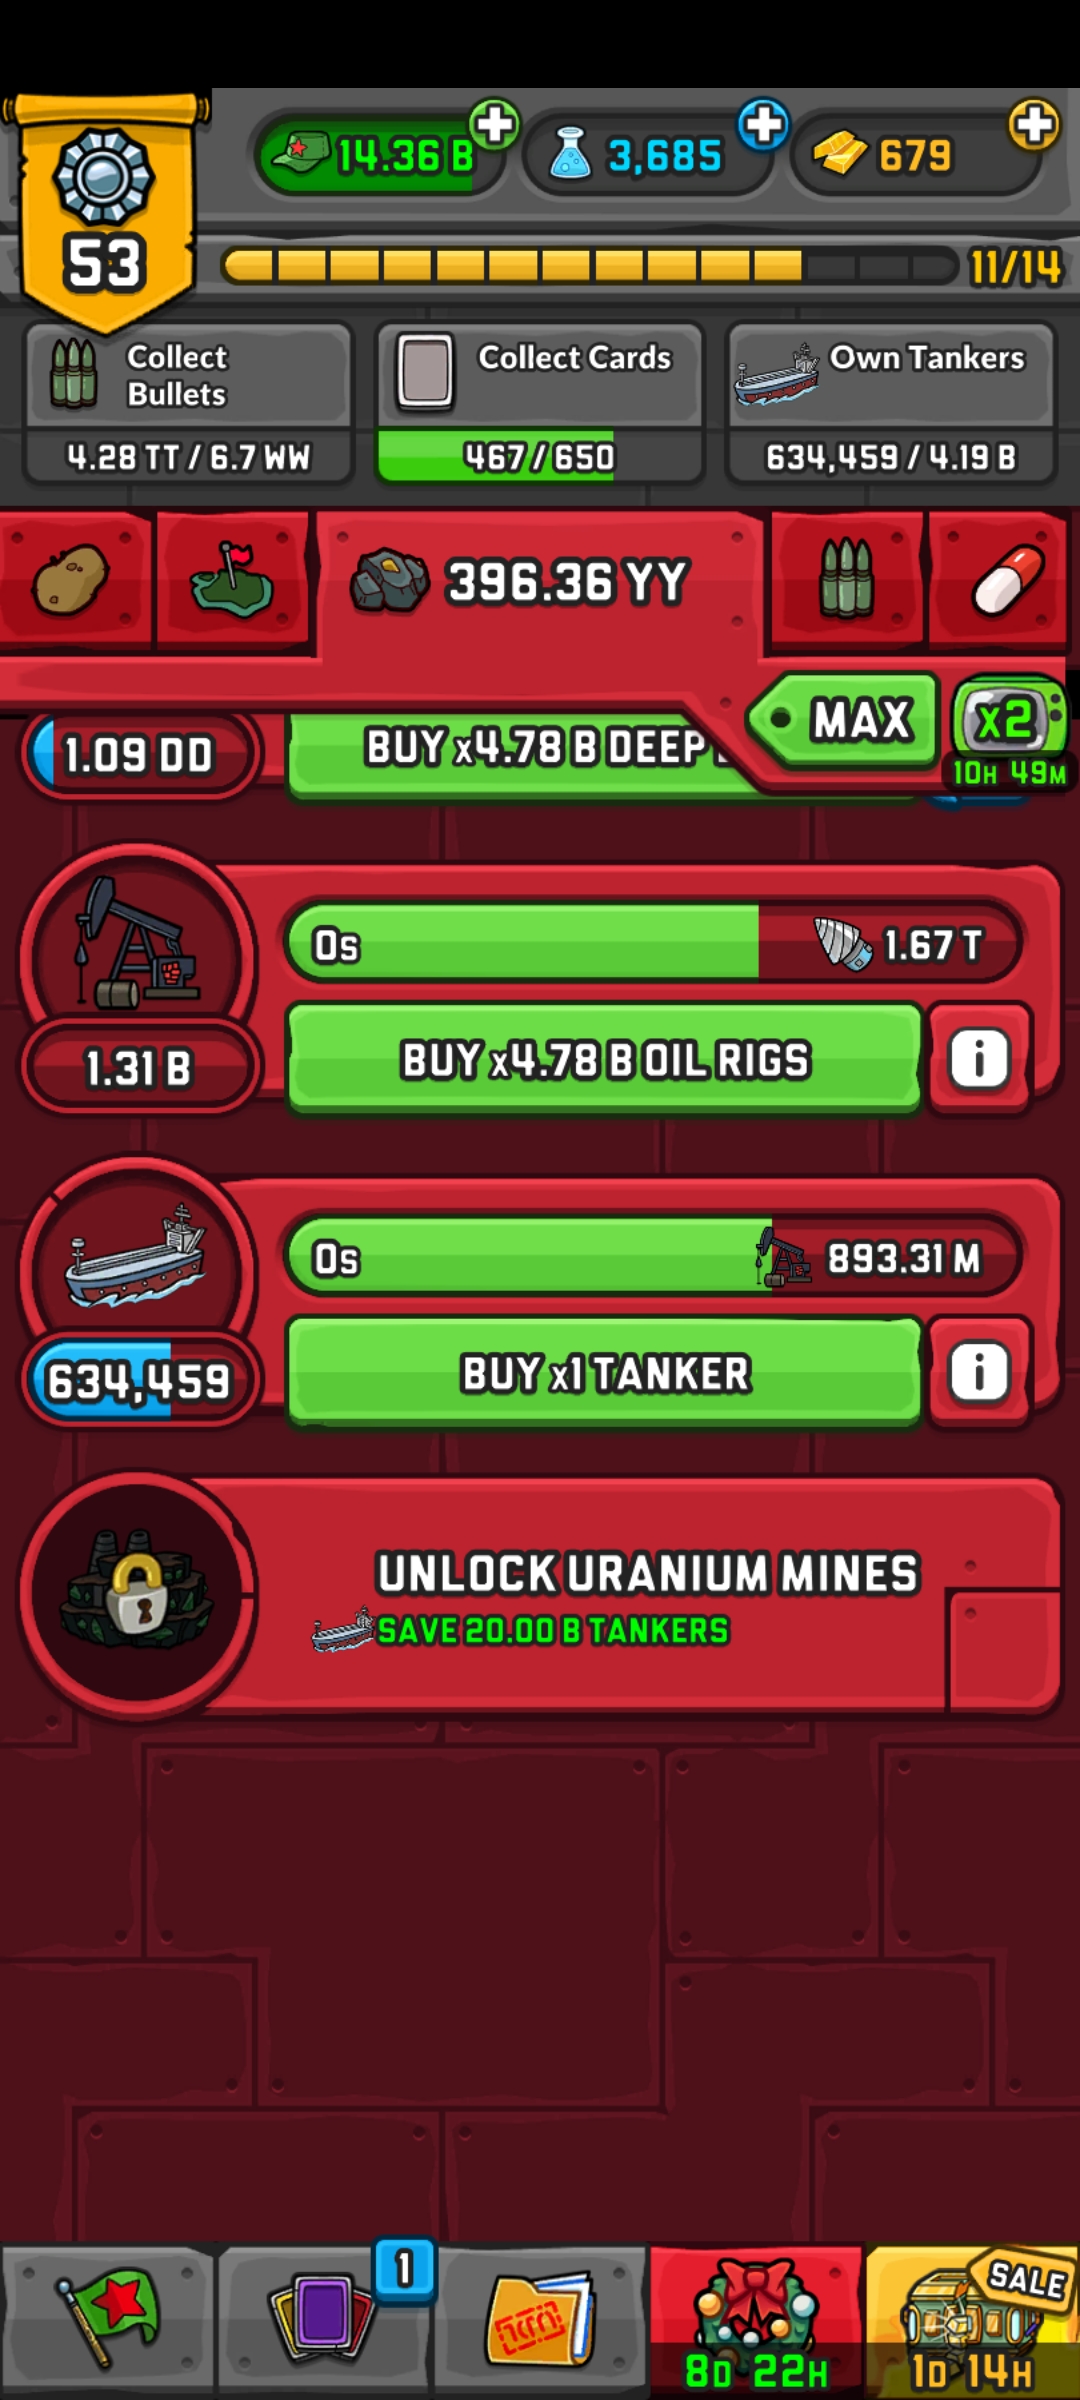 14.36 B
3,685
679
53
11/14
Collect
Bullets
Collect Cards
Own Tankers
4.28 TT / 6.7 WW
467 / 650
634,459 / 4.19 B
396.36 YY
MAX
x2
10H 49M
1.09 DD
BUY x4.78 B DEEP
0s
1.67 T
1.31 B
BUY x4.78 B OIL RIGS
i
0s
893.31 M
634,459
BUY x1 TANKER
i
UNLOCK URANIUM MINES
SAVE 20.00 B TANKERS
1
SALE
8D 22H
1D 14H